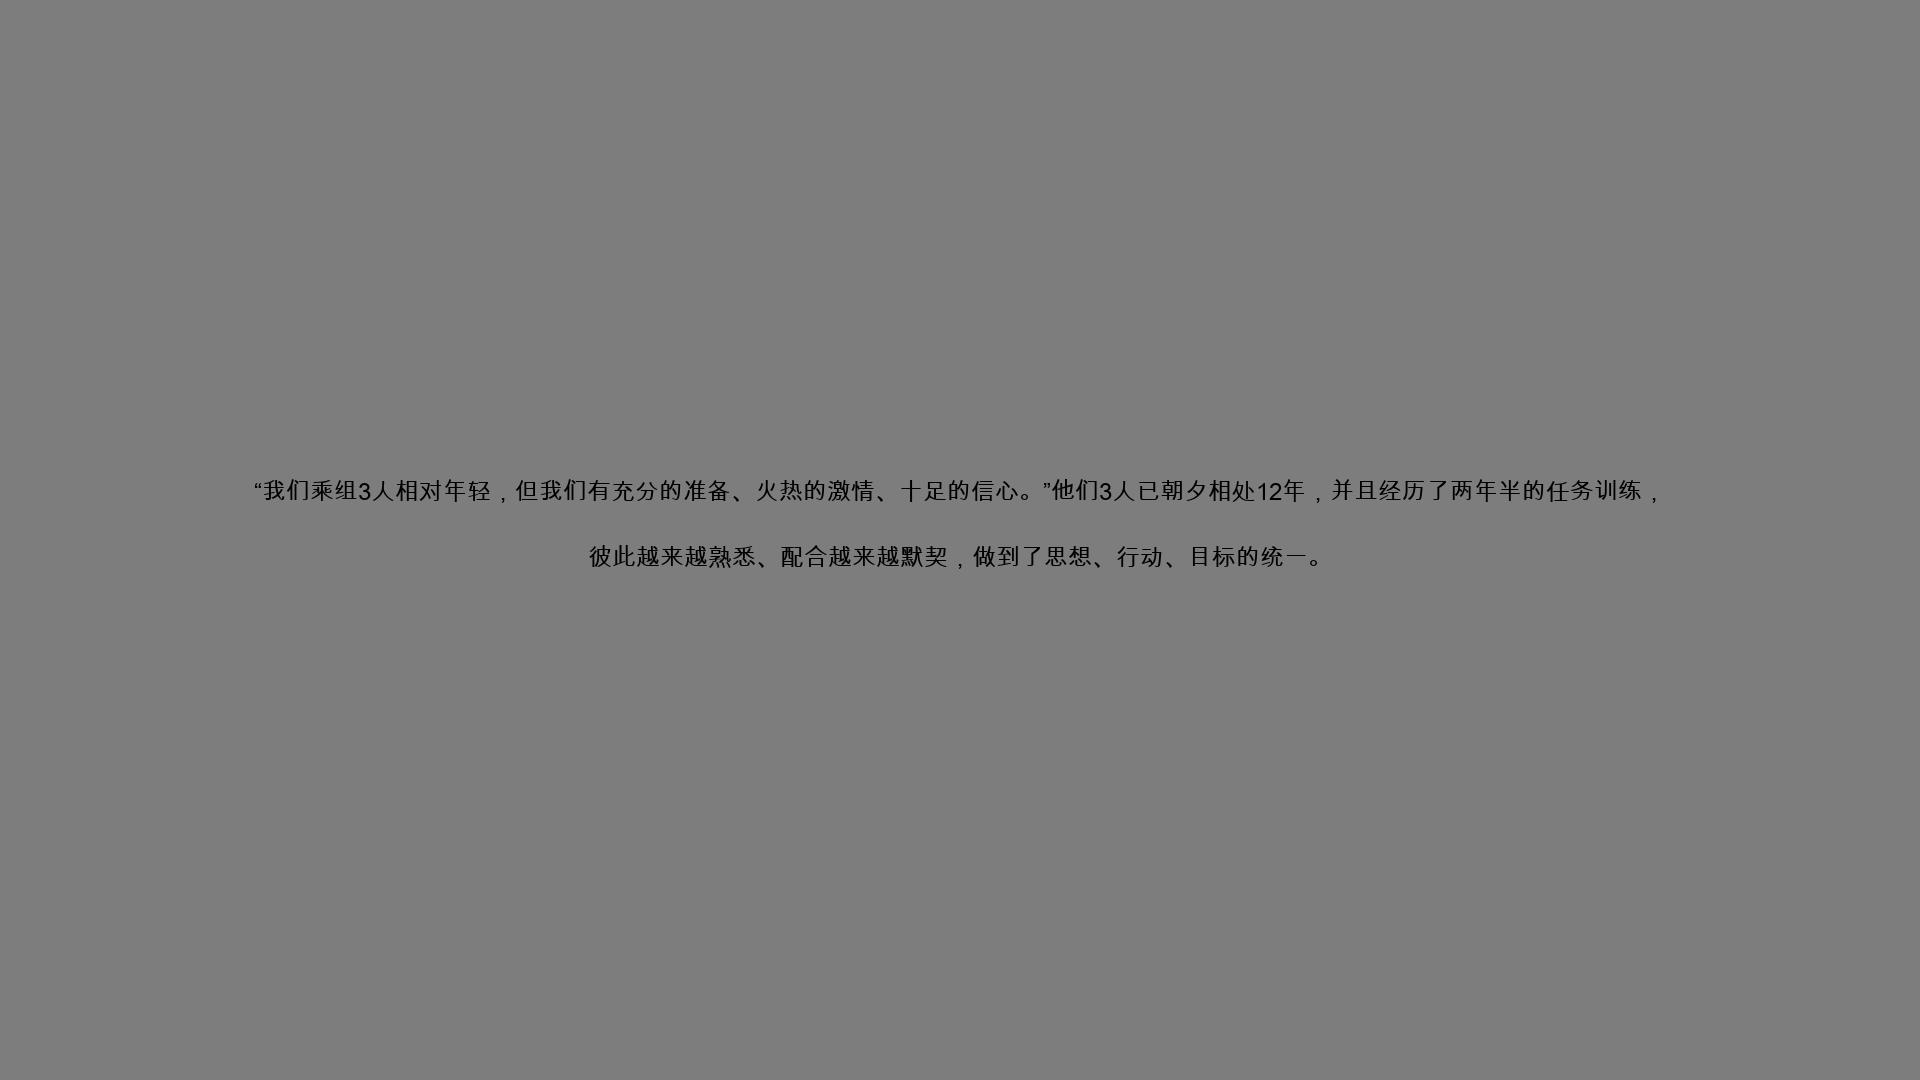 “我们乘组3人相对年轻，但我们有充分的准备、火热的激情、十足的信心。”他们3人已朝夕相处12年，并且经历了两年半的任务训练，
彼此越来越熟悉、配合越来越默契，做到了思想、行动、目标的统一。